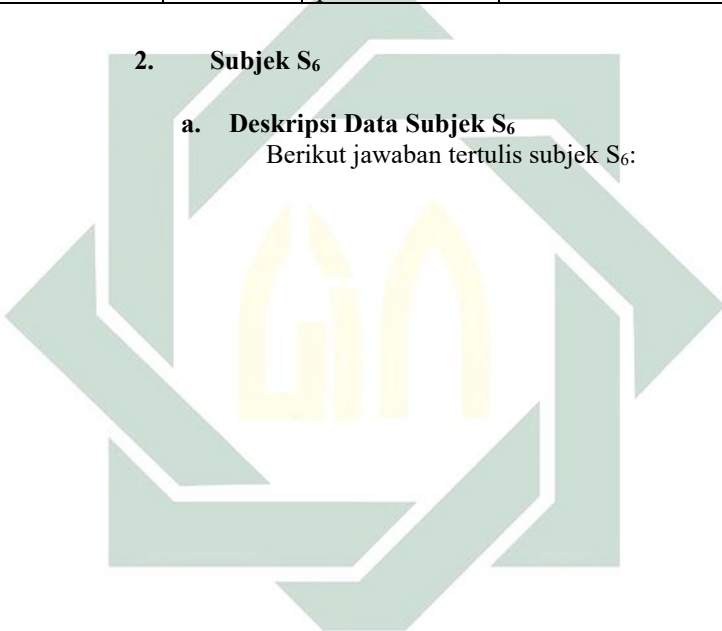 2. Subjek S₆
a. Deskripsi Data Subjek S₆
Berikut jawaban tertulis subjek S₆: